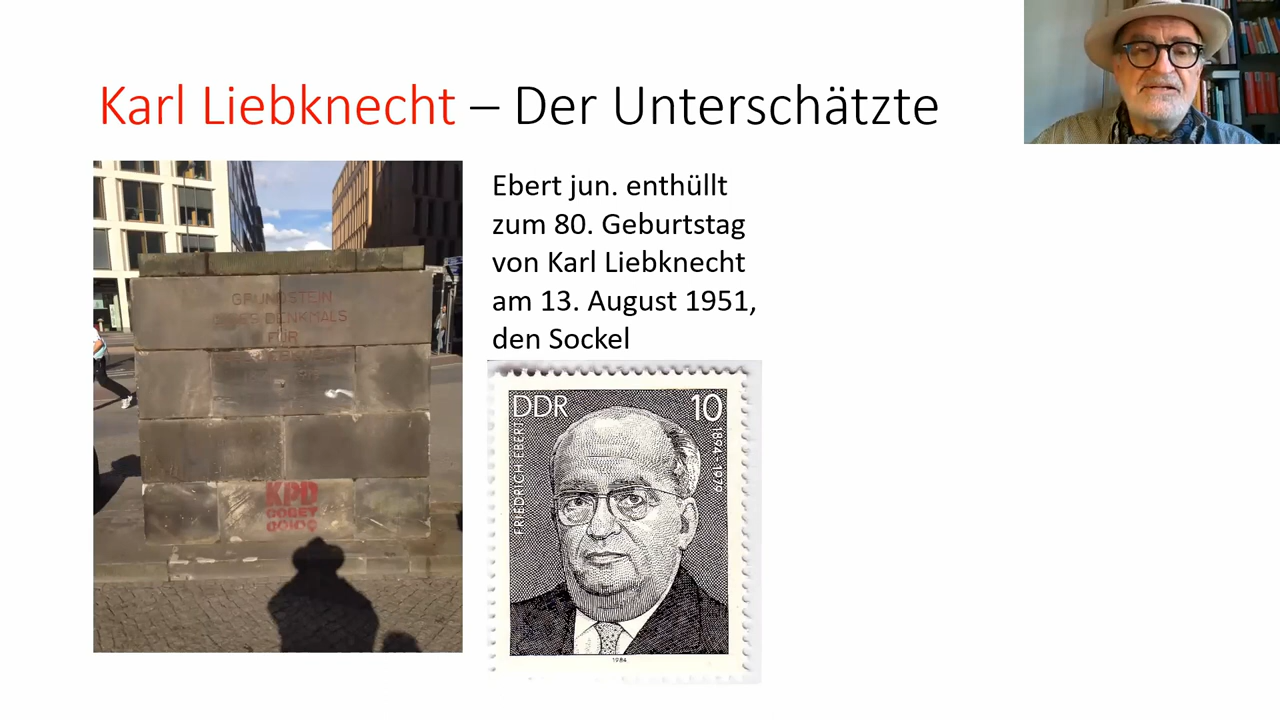 Karl Liebknecht – Der Unterschätzte
Ebert jun. enthüllt
zum 80. Geburtstag
von Karl Liebknecht
am 13. August 1951,
den Sockel
GRUNDSTEIN
DENKMALS
FÜR
KPD
DDR
10
FRIEDRICH EBERT
1894-1979
1984